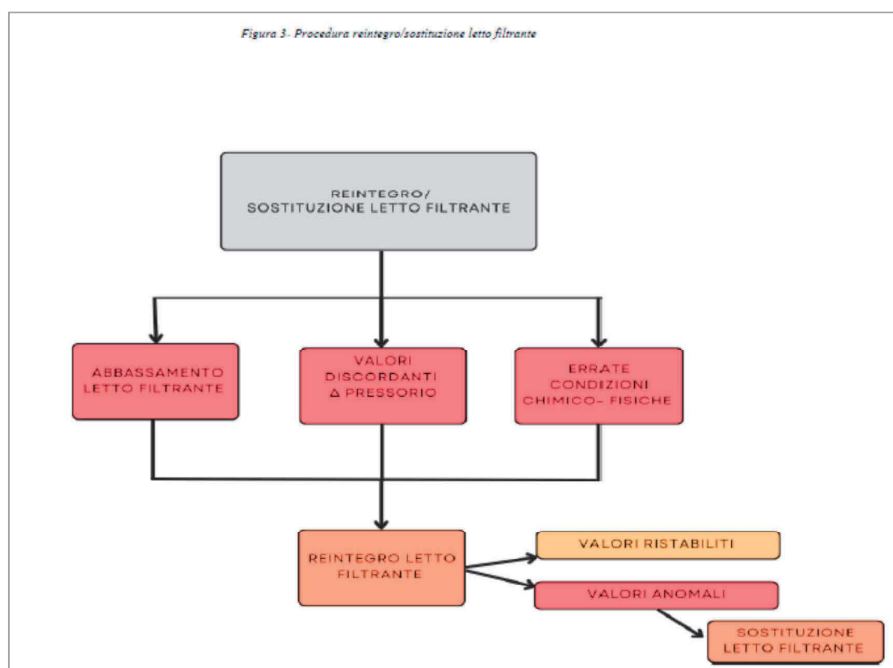 Figura 3- Procedura reintegro/sostituzione letto filtrante
REINTEGRO/
SOSTITUZIONE LETTO FILTRANTE
ABBASSAMENTO
LETTO FILTRANTE
VALORI
DISCORDANTI
Δ PRESSORIO
ERRATE
CONDIZIONI
CHIMICO- FISICHE
REINTEGRO LETTO
FILTRANTE
VALORI RISTABILITI
VALORI ANOMALI
SOSTITUZIONE
LETTO FILTRANTE